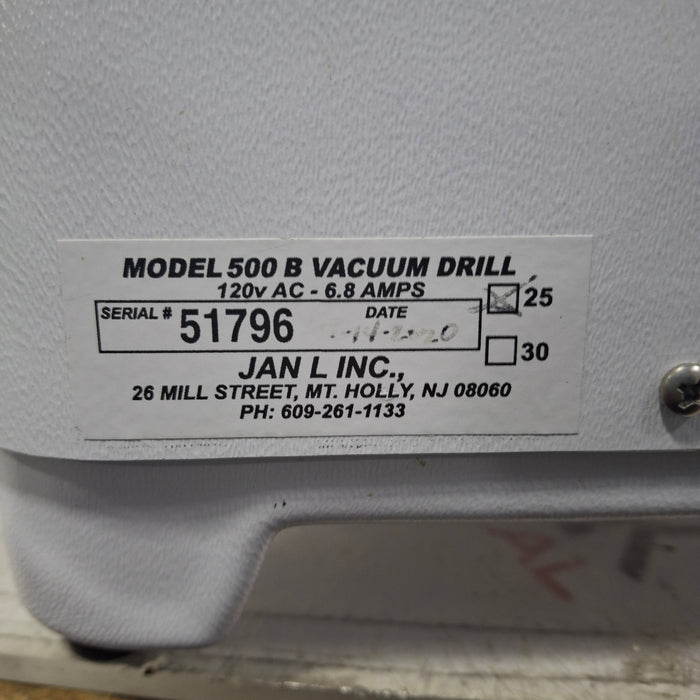 MODEL 500 B VACUUM DRILL
120v AC - 6.8 AMPS
25
SERIAL # 51796 DATE
30
JAN L INC.,
26 MILL STREET, MT. HOLLY, NJ 08060
PH: 609-261-1133
AL